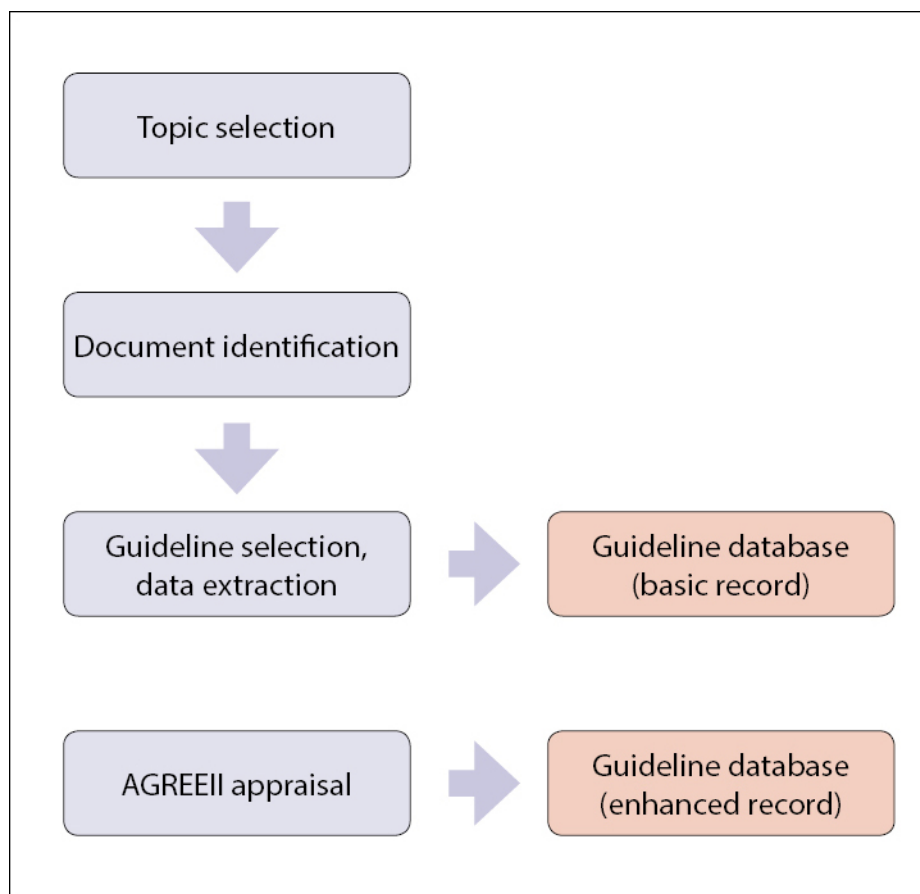 Topic selection
Document identification
Guideline selection,
data extraction
Guideline database
(basic record)
AGREEII appraisal
Guideline database
(enhanced record)